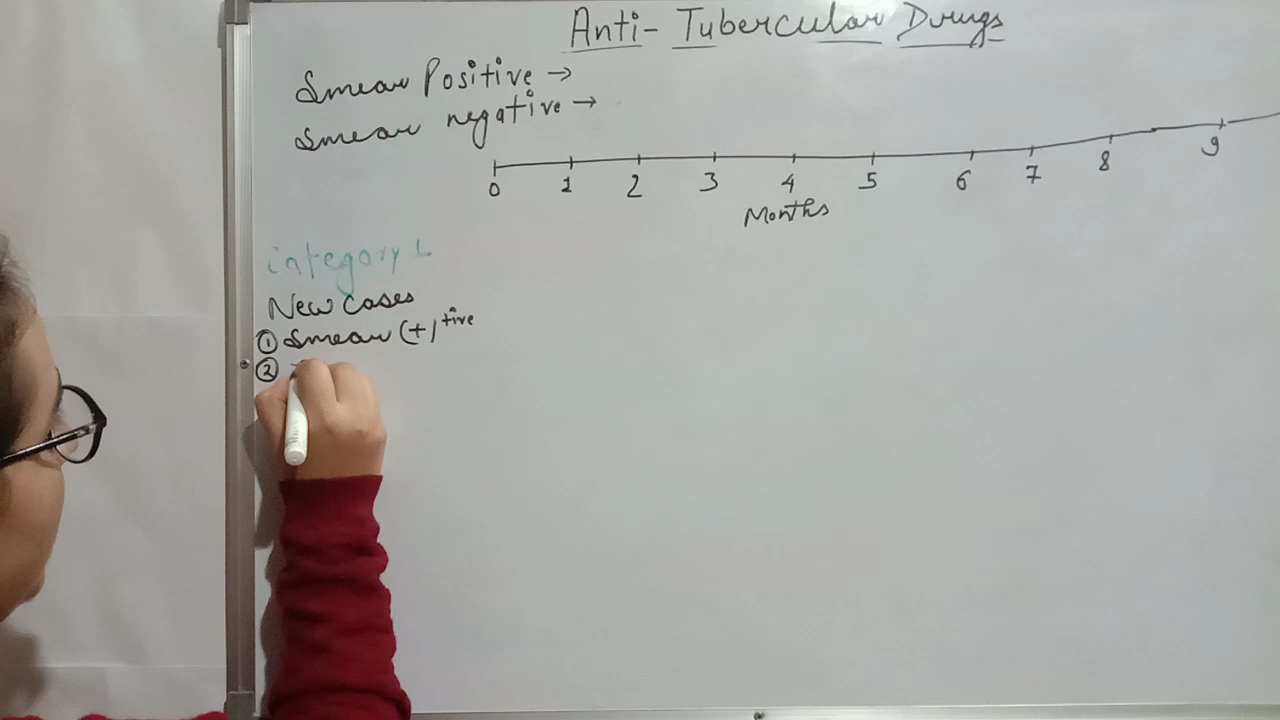 Anti-Tubercular Drugs
Smear Positive →
Smear negative →
0 1 2 3 4 5 6 7 8 9
Months
Category L
New cases
① Smear (+)tive
②